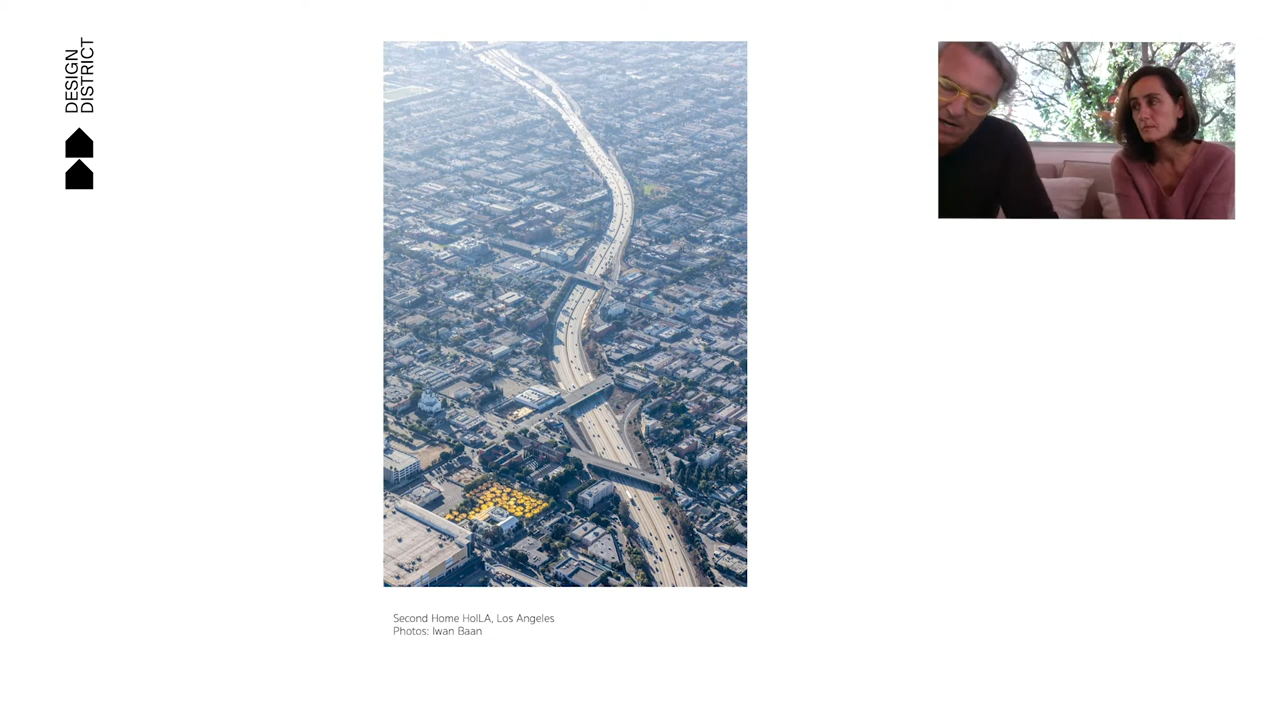 DESIGN
DISTRICT
Second Home HolLA, Los Angeles
Photos: Iwan Baan